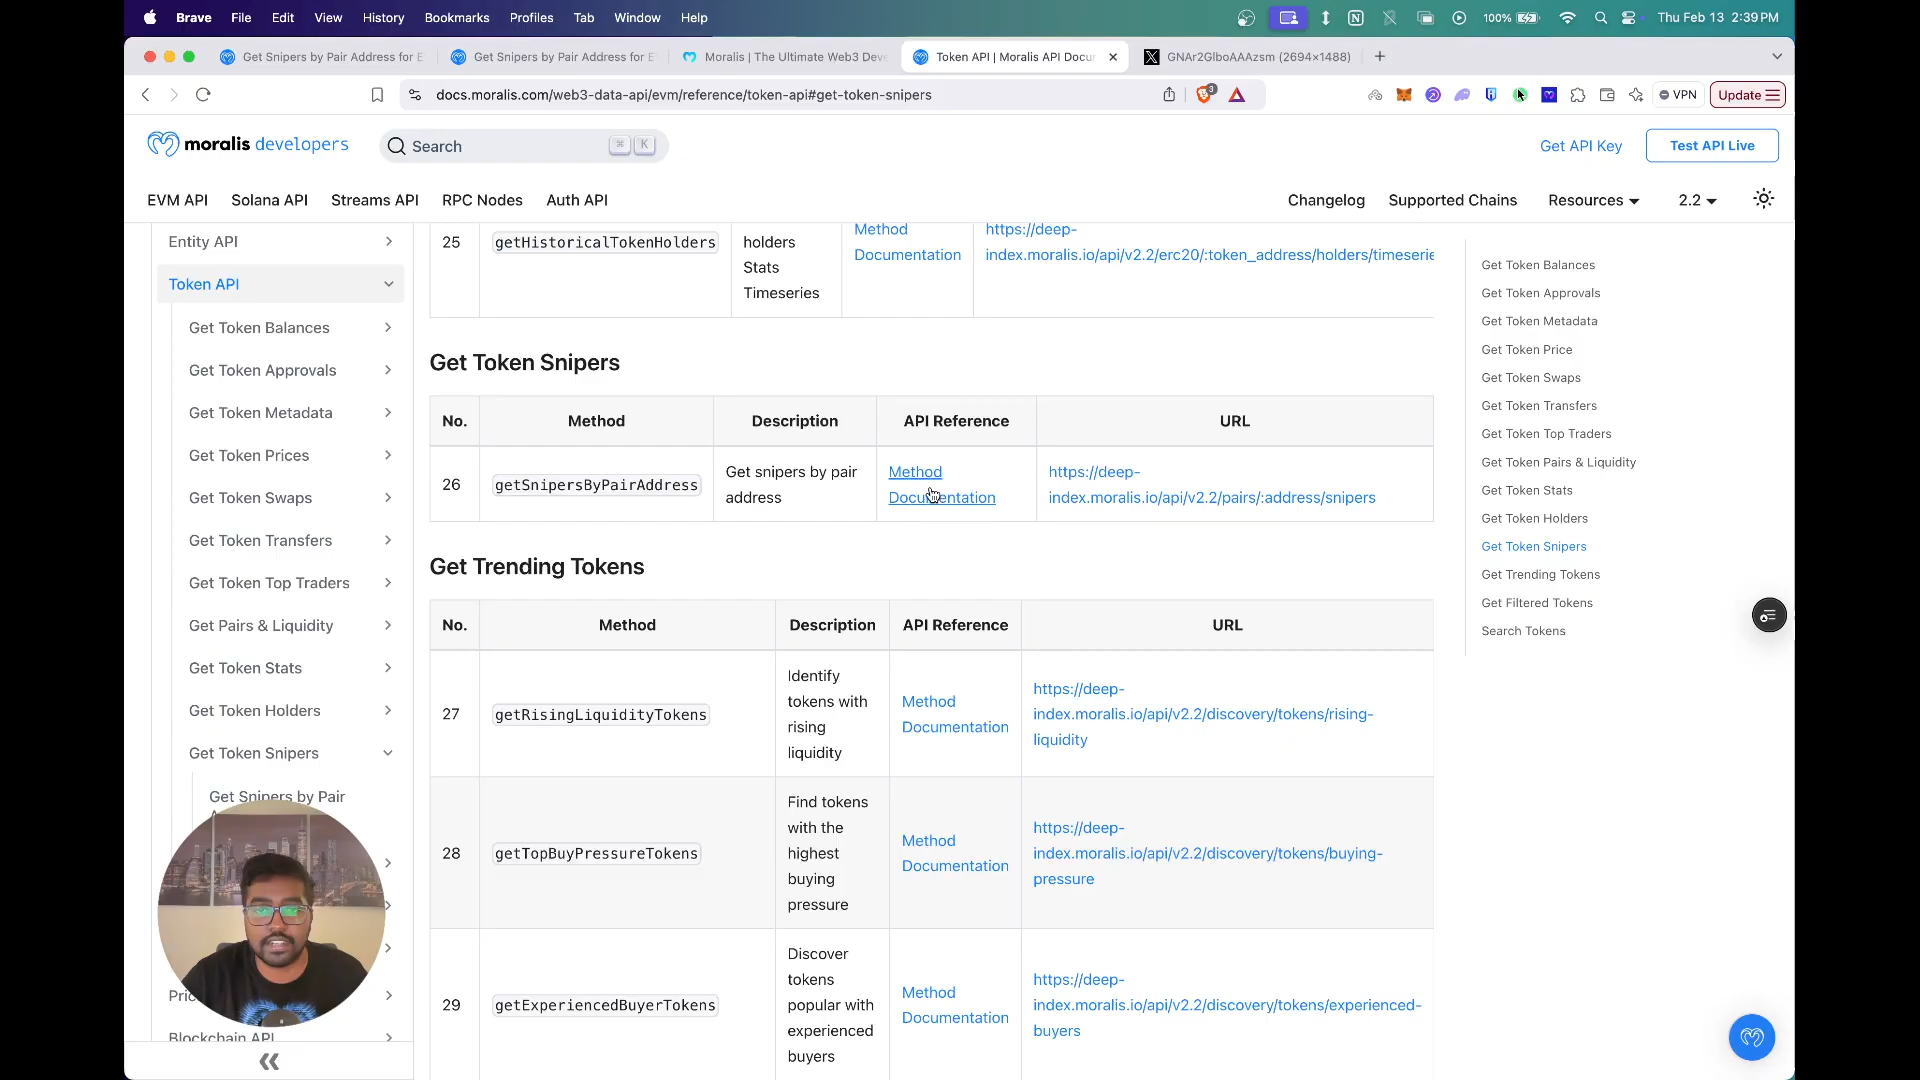 Brave File Edit View History Bookmarks Profiles Tab Window Help 100% Thu Feb 13 2:39 PM
Get Snipers by Pair Address for E Get Snipers by Pair Address for E Moralis | The Ultimate Web3 Deve Token API | Moralis API Docu GNAr2GlboAAAzsm (2694×1488)
docs.moralis.com/web3-data-api/evm/reference/token-api#get-token-snipers 3 VPN Update
moralis developers Search ⌘ K Get API Key Test API Live
EVM API Solana API Streams API RPC Nodes Auth API Changelog Supported Chains Resources 2.2
Entity API
Token API
Get Token Balances
Get Token Approvals
Get Token Metadata
Get Token Prices
Get Token Swaps
Get Token Transfers
Get Token Top Traders
Get Pairs & Liquidity
Get Token Stats
Get Token Holders
Get Token Snipers
Get Snipers by Pair
Blockchain API
25 getHistoricalTokenHolders
holders
Stats
Timeseries
Method
Documentation
https://deep-
index.moralis.io/api/v2.2/erc20/:token_address/holders/timeserie
Get Token Snipers
No. Method Description API Reference URL
26 getSnipersByPairAddress
Get snipers by pair
address
Method
Documentation
https://deep-
index.moralis.io/api/v2.2/pairs/:address/snipers
Get Trending Tokens
No. Method Description API Reference URL
27 getRisingLiquidityTokens
Identify
tokens with
rising
liquidity
Method
Documentation
https://deep-
index.moralis.io/api/v2.2/discovery/tokens/rising-
liquidity
28 getTopBuyPressureTokens
Find tokens
with the
highest
buying
pressure
Method
Documentation
https://deep-
index.moralis.io/api/v2.2/discovery/tokens/buying-
pressure
29 getExperiencedBuyerTokens
Discover
tokens
popular with
experienced
buyers
Method
Documentation
https://deep-
index.moralis.io/api/v2.2/discovery/tokens/experienced-
buyers
Get Token Balances
Get Token Approvals
Get Token Metadata
Get Token Price
Get Token Swaps
Get Token Transfers
Get Token Top Traders
Get Token Pairs & Liquidity
Get Token Stats
Get Token Holders
Get Token Snipers
Get Trending Tokens
Get Filtered Tokens
Search Tokens